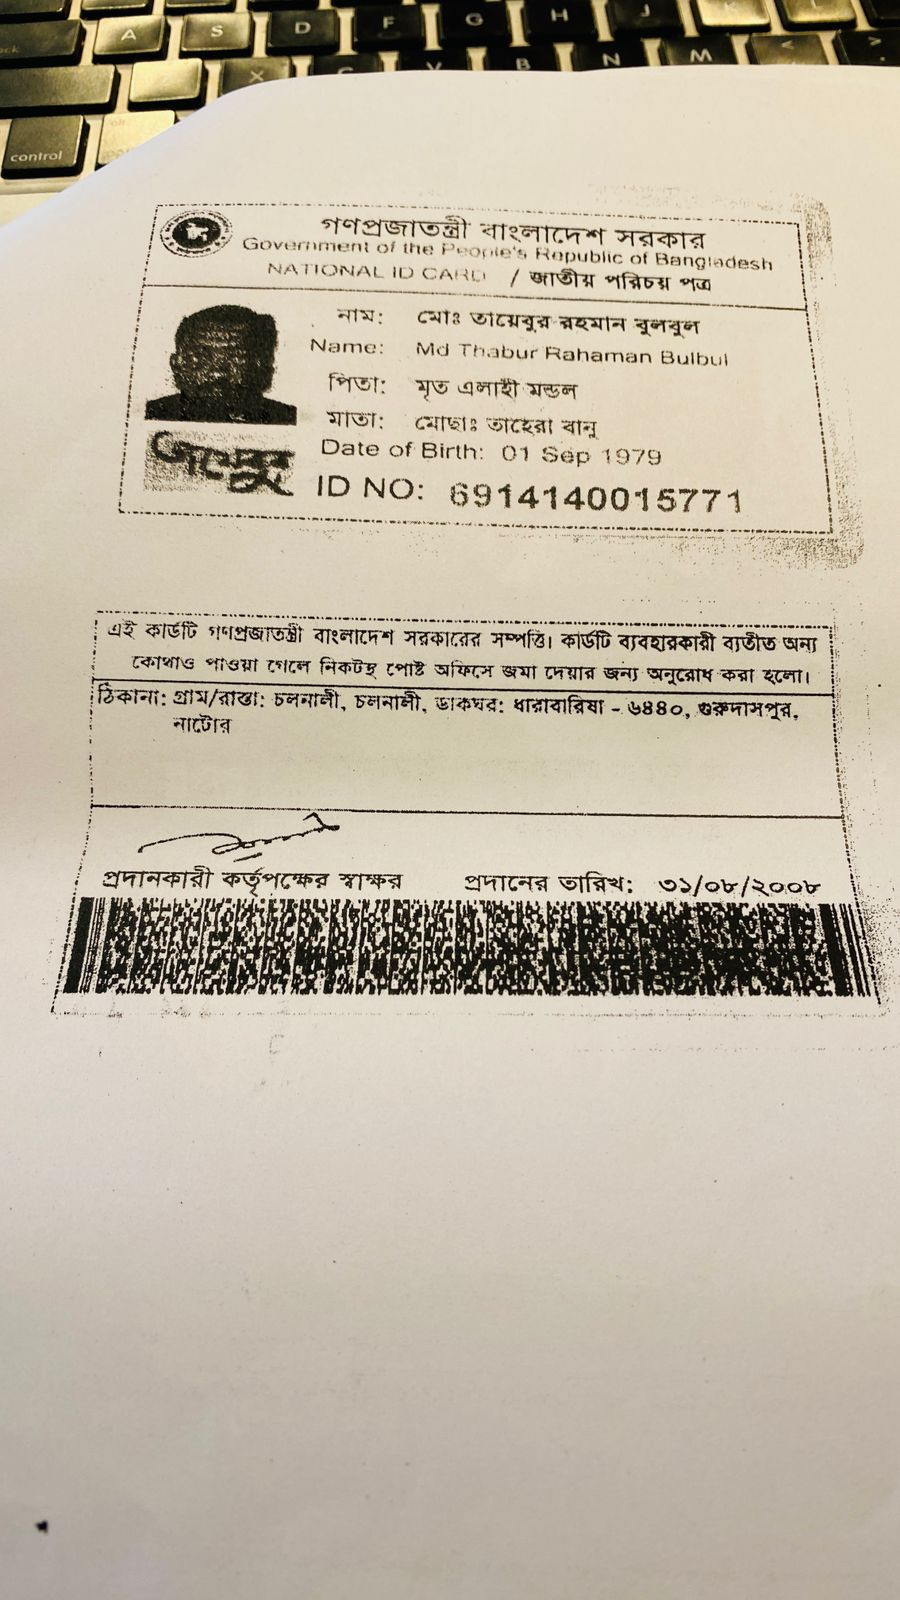 A S D F G H J K
X C V B N M < >
control
গণপ্রজাতন্ত্রী বাংলাদেশ সরকার
Government of the People's Republic of Bangladesh
NATIONAL ID CARD / জাতীয় পরিচয় পত্র
নাম: মোঃ তায়েবুর রহমান বুলবুল
Name: Md Thabur Rahaman Bulbul
পিতা: মৃত এলাহী মন্ডল
মাতা: মোছাঃ তাহেরা বানু
Date of Birth: 01 Sep 1979
ID NO: 6914140015771
এই কার্ডটি গণপ্রজাতন্ত্রী বাংলাদেশ সরকারের সম্পত্তি। কার্ডটি ব্যবহারকারী ব্যতীত অন্য
কোথাও পাওয়া গেলে নিকটস্থ পোষ্ট অফিসে জমা দেয়ার জন্য অনুরোধ করা হলো।
ঠিকানা: গ্রাম/রাস্তা: চলনালী, চলনালী, ডাকঘর: ধারাবারিষা - ৬৪৪০, গুরুদাসপুর,
নাটোর
প্রদানকারী কর্তৃপক্ষের স্বাক্ষর প্রদানের তারিখ: ৩১/০৮/২০০৮